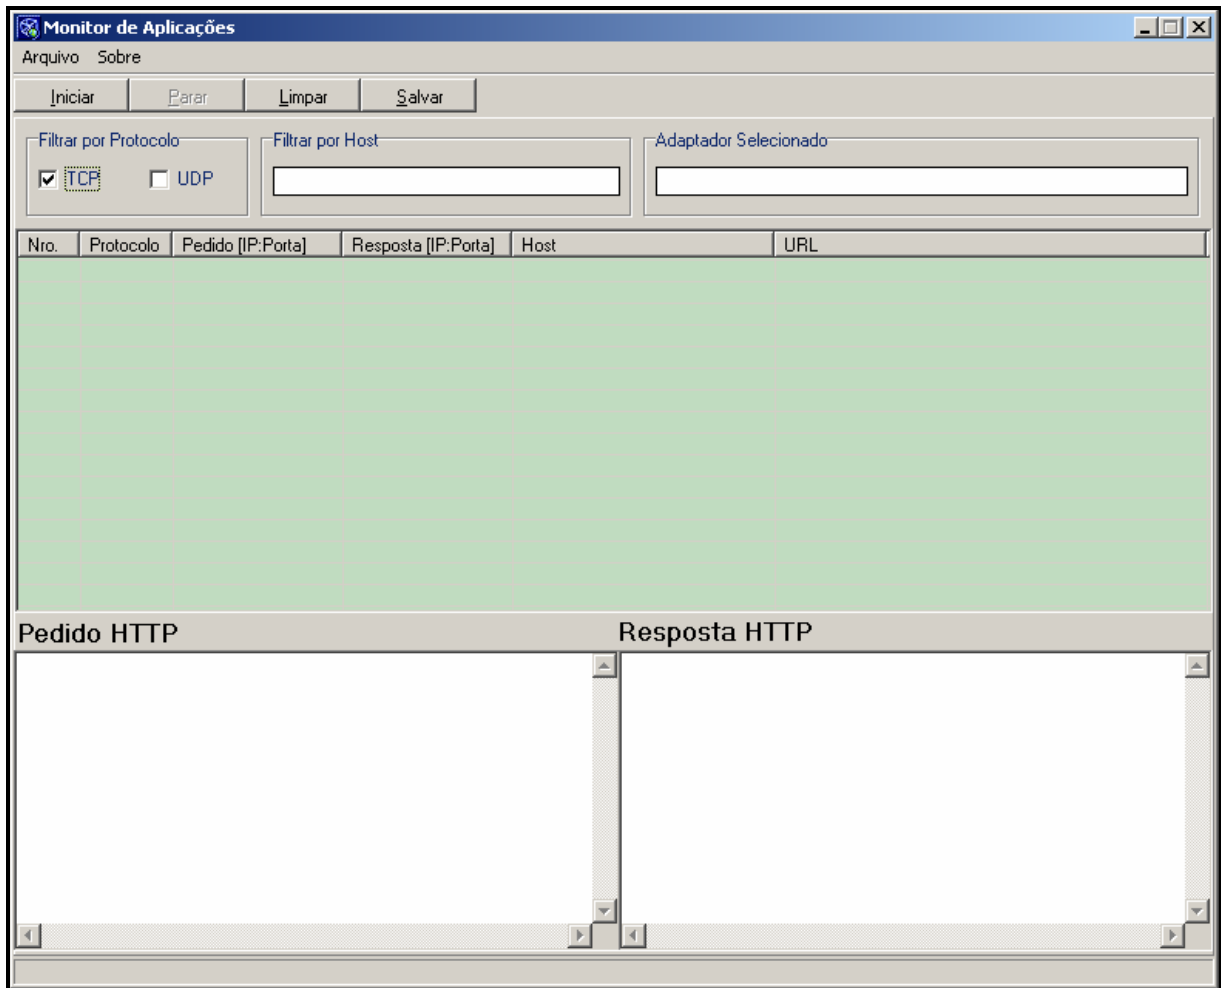 Monitor de Aplicações
Arquivo Sobre
Iniciar Parar Limpar Salvar
Filtrar por Protocolo Filtrar por Host Adaptador Selecionado
TCP UDP
Nro. Protocolo Pedido [IP:Porta] Resposta [IP:Porta] Host URL
Pedido HTTP Resposta HTTP